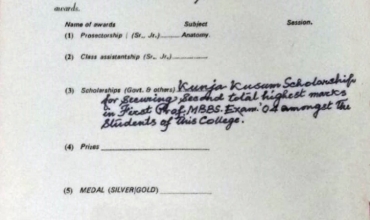 awards.
Name of awards Subject Session.
(1) Prosectorship ; (Sr., Jr.)............Anatomy
(2) Class assistantship (Sr., Jr.)............
(3) Scholarships (Govt. & others) Kunja Kusum Scholarship
for securing second total highest marks
in First Prof. MBBS. Exam.'04 amongst the
Students of this College.
(4) Prizes
(5) MEDAL (SILVER/GOLD)